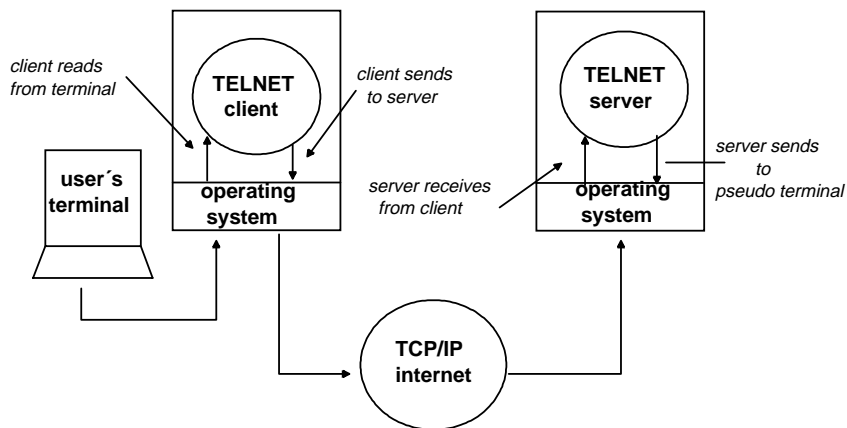 client reads
from terminal
TELNET
client
client sends
to server
user´s
terminal
operating
system
server receives
from client
TELNET
server
server sends
to
pseudo terminal
operating
system
TCP/IP
internet